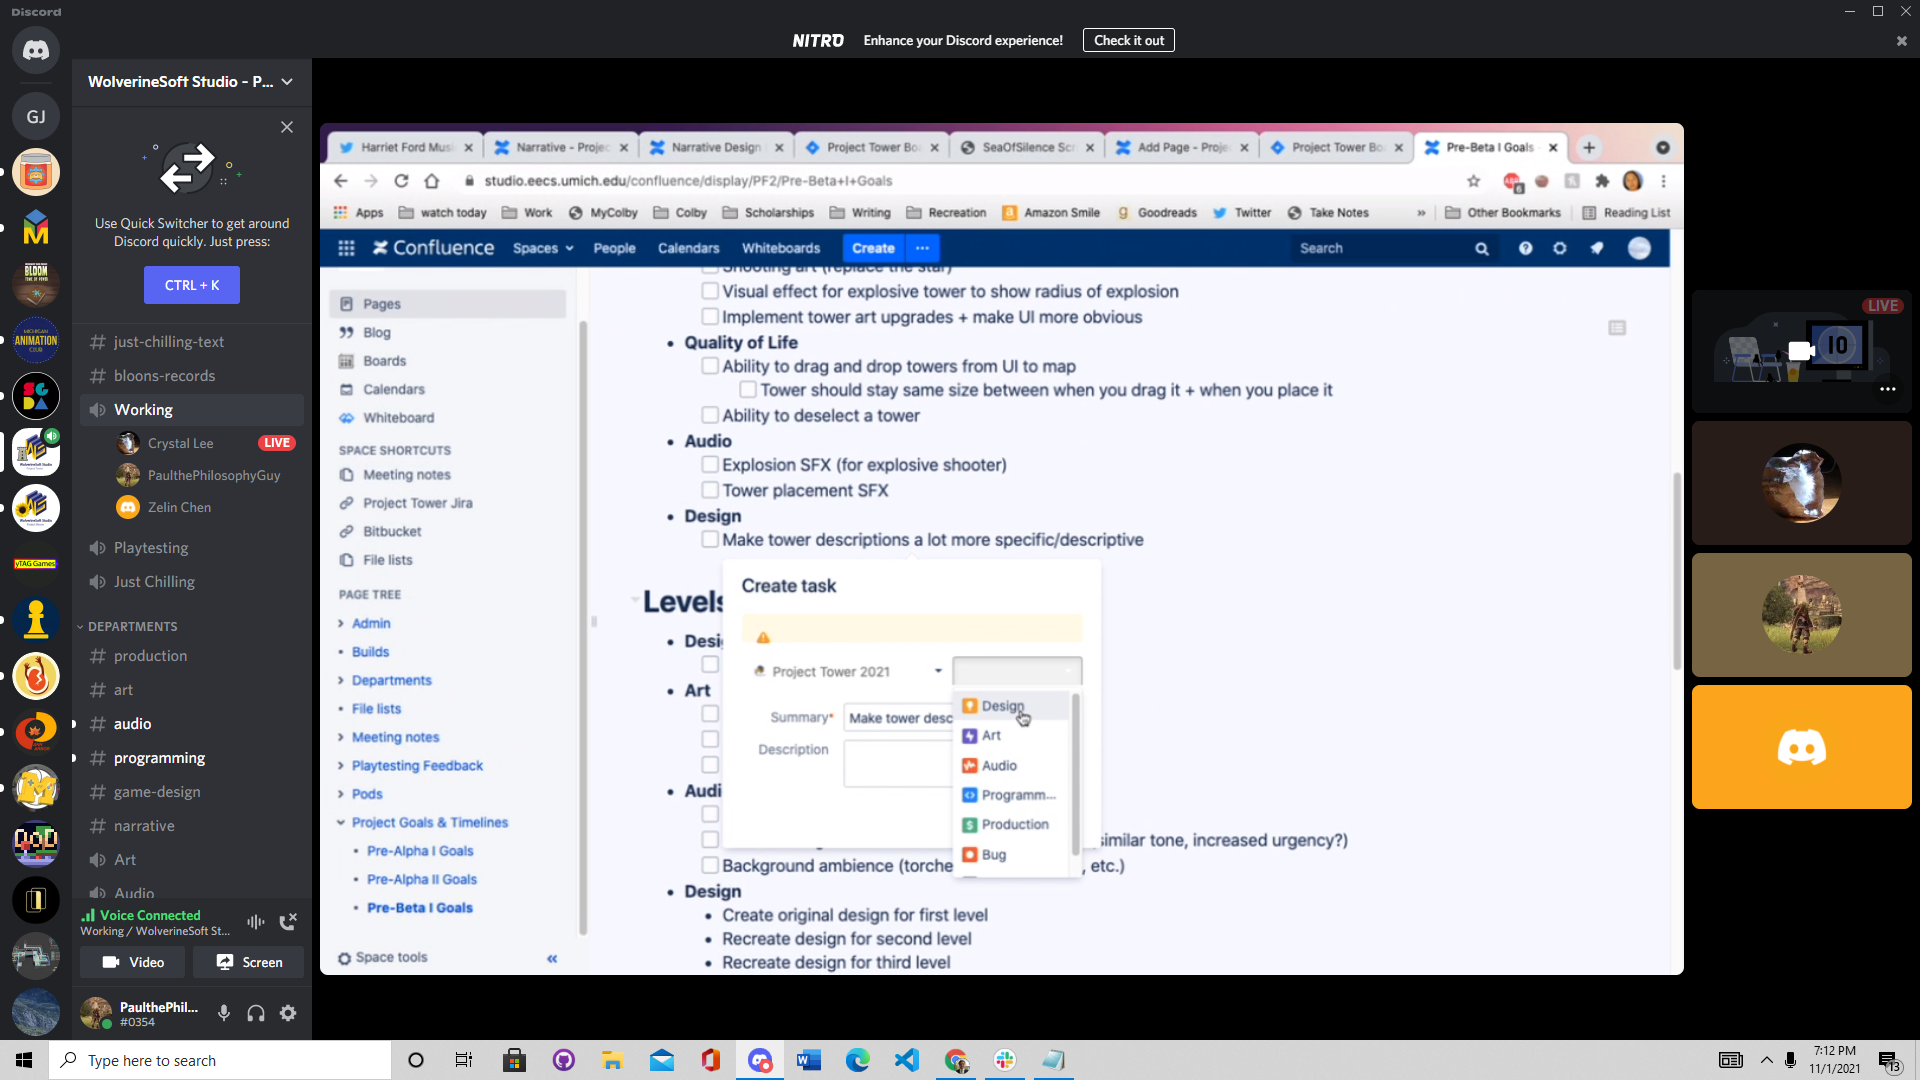 Discord
NITRO Enhance your Discord experience! Check it out
WolverineSoft Studio - P...
GJ
Use Quick Switcher to get around
Discord quickly. Just press:
CTRL + K
# just-chilling-text
# bloons-records
Working
Crystal Lee LIVE
PaulthePhilosophyGuy
Zelin Chen
Playtesting
Just Chilling
DEPARTMENTS
# production
# art
# audio
# programming
# game-design
# narrative
Art
Audio
Voice Connected
Working / WolverineSoft St...
Video
Screen
PaulthePhil...
#0354
BLOOM
MICHIGAN
ANIMATION
CLUB
yTAG Games
Harriet Ford Mus
Narrative - Projec
Narrative Design
Project Tower Bo
SeaOfSilence Scr
Add Page - Proje
Project Tower Bo
Pre-Beta I Goals
studio.eecs.umich.edu/confluence/display/PF2/Pre-Beta+I+Goals
Apps
watch today
Work
MyColby
Colby
Scholarships
Writing
Recreation
Amazon Smile
Goodreads
Twitter
Take Notes
»
Other Bookmarks
Reading List
Confluence
Spaces
People
Calendars
Whiteboards
Create
...
Search
Pages
Blog
Boards
Calendars
Whiteboard
SPACE SHORTCUTS
Meeting notes
Project Tower Jira
Bitbucket
File lists
PAGE TREE
Admin
Builds
Departments
File lists
Meeting notes
Playtesting Feedback
Pods
Project Goals & Timelines
Pre-Alpha I Goals
Pre-Alpha II Goals
Pre-Beta I Goals
Space tools
«
Shooting art (replace the star)
Visual effect for explosive tower to show radius of explosion
Implement tower art upgrades + make UI more obvious
• Quality of Life
Ability to drag and drop towers from UI to map
Tower should stay same size between when you drag it + when you place it
Ability to deselect a tower
• Audio
Explosion SFX (for explosive shooter)
Tower placement SFX
• Design
Make tower descriptions a lot more specific/descriptive
Levels
• Desi
• Art
• Audi
similar tone, increased urgency?)
Background ambience (torche , etc.)
• Design
• Create original design for first level
• Recreate design for second level
• Recreate design for third level
Create task
Project Tower 2021
Summary* Make tower desc
Description
Design
Art
Audio
Programm...
Production
Bug
LIVE
10
Type here to search
7:12 PM
11/1/2021
13